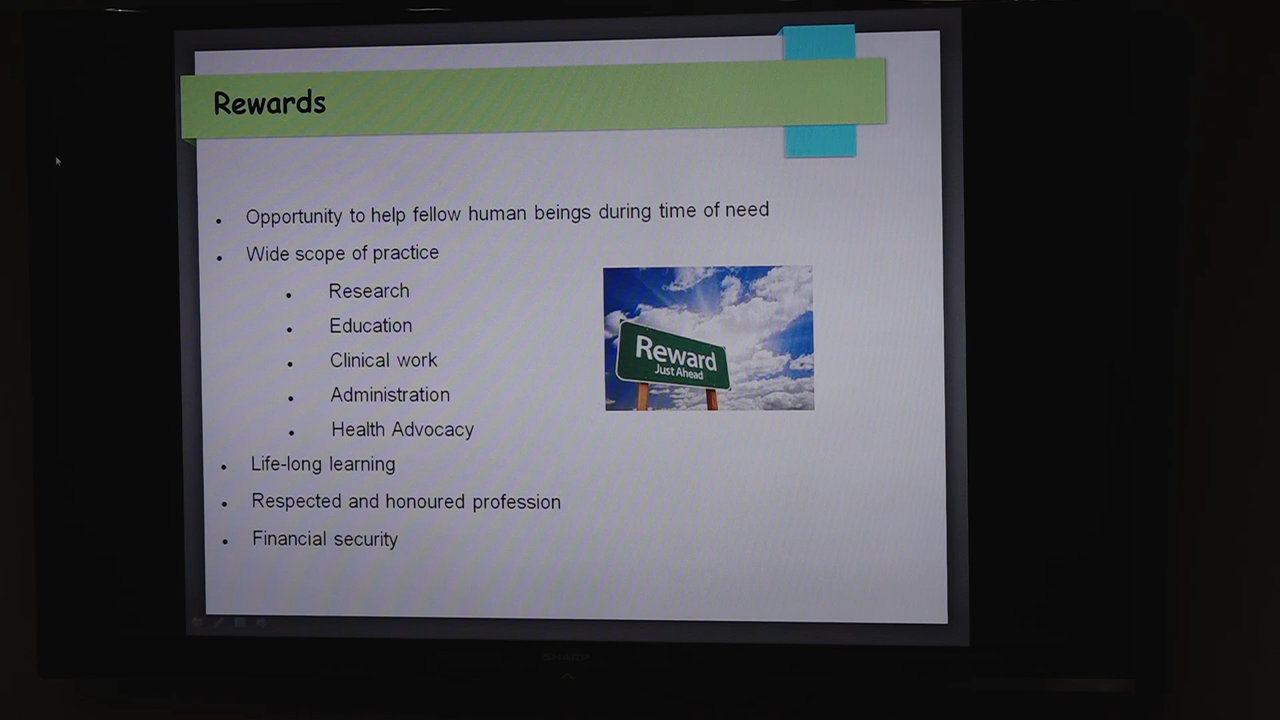 Rewards
Opportunity to help fellow human beings during time of need
Wide scope of practice
Research
Education
Clinical work
Administration
Health Advocacy
Life-long learning
Respected and honoured profession
Financial security
Reward
Just Ahead
SHARP